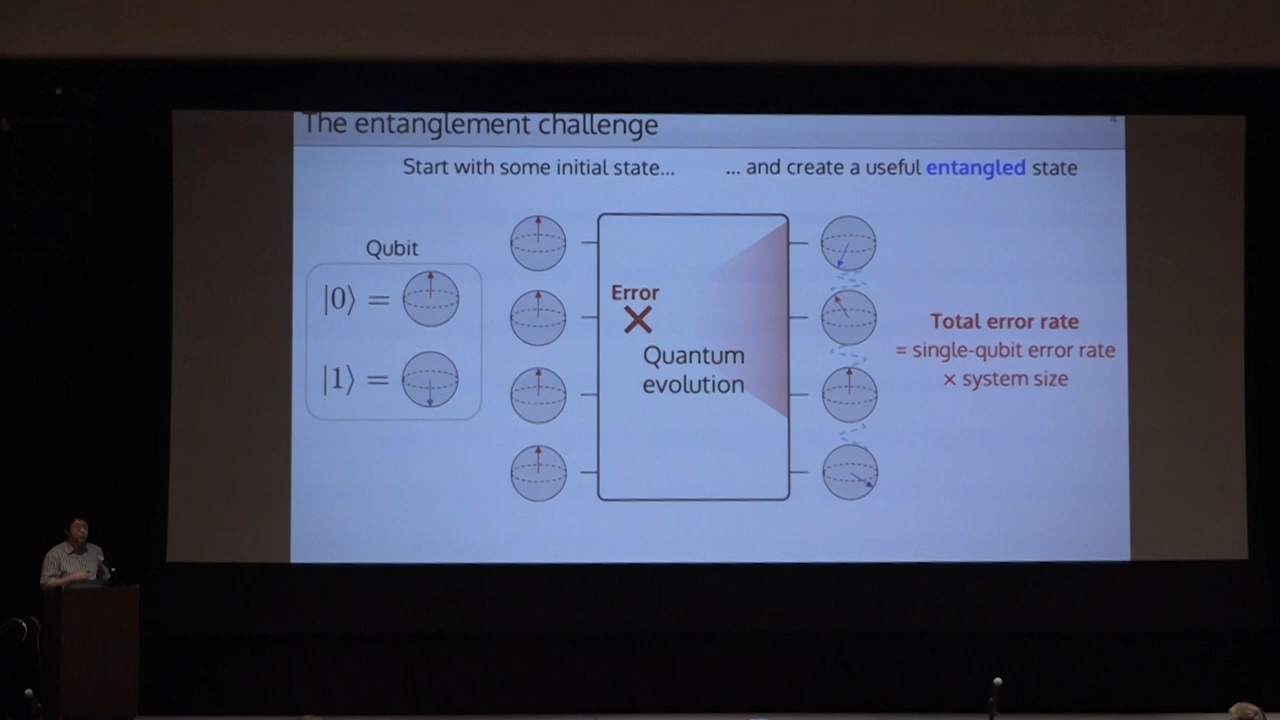 The entanglement challenge
4
Start with some initial state...
... and create a useful entangled state
Qubit
|0⟩ =
|1⟩ =
Error
Quantum
evolution
Total error rate
= single-qubit error rate
× system size